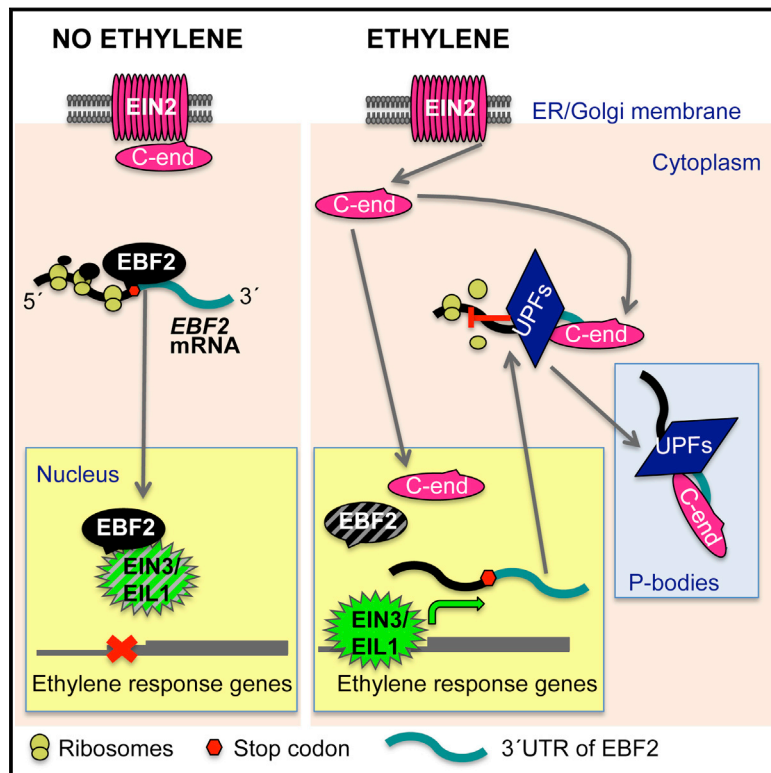 NO ETHYLENE
ETHYLENE
EIN2
C-end
EIN2
ER/Golgi membrane
Cytoplasm
C-end
EBF2
5´
3´
EBF2
mRNA
UPFs
C-end
Nucleus
EBF2
EIN3/
EIL1
Ethylene response genes
C-end
EBF2
EIN3/
EIL1
Ethylene response genes
UPFs
C-end
P-bodies
Ribosomes
Stop codon
3´UTR of EBF2